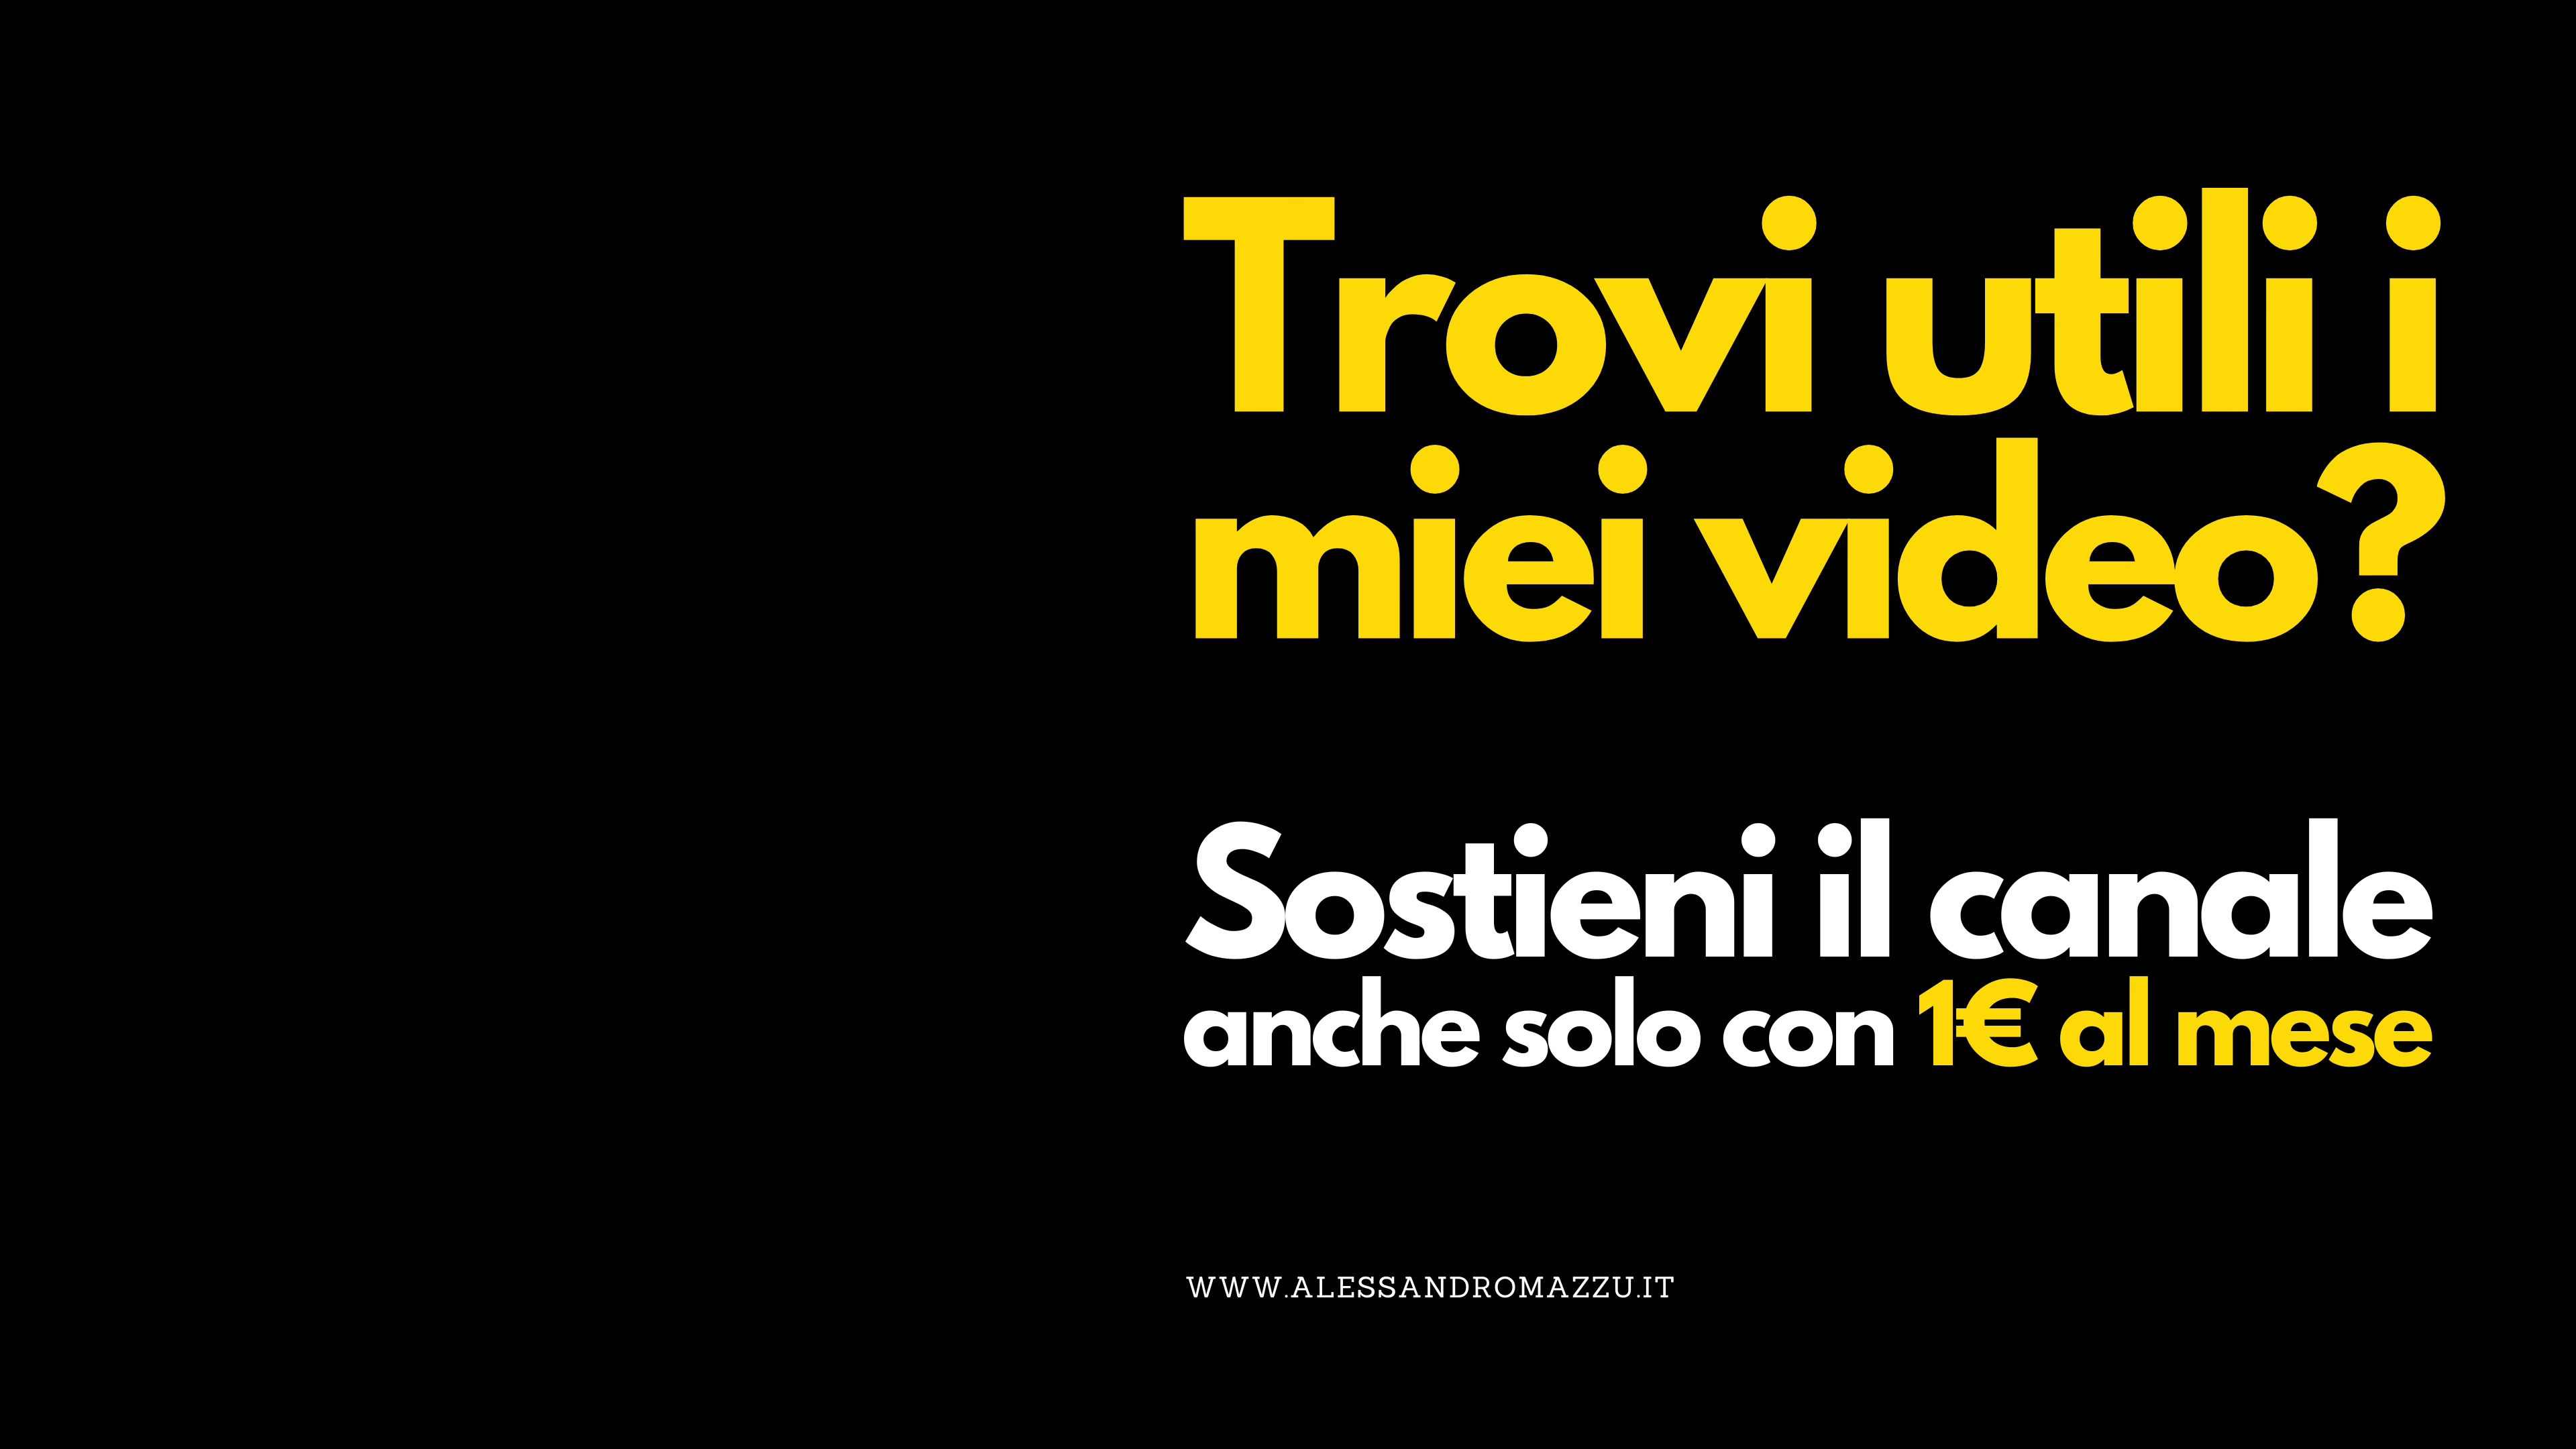 Trovi utili i
miei video?
Sostieni il canale
anche solo con 1€ al mese
WWW.ALESSANDROMAZZU.IT